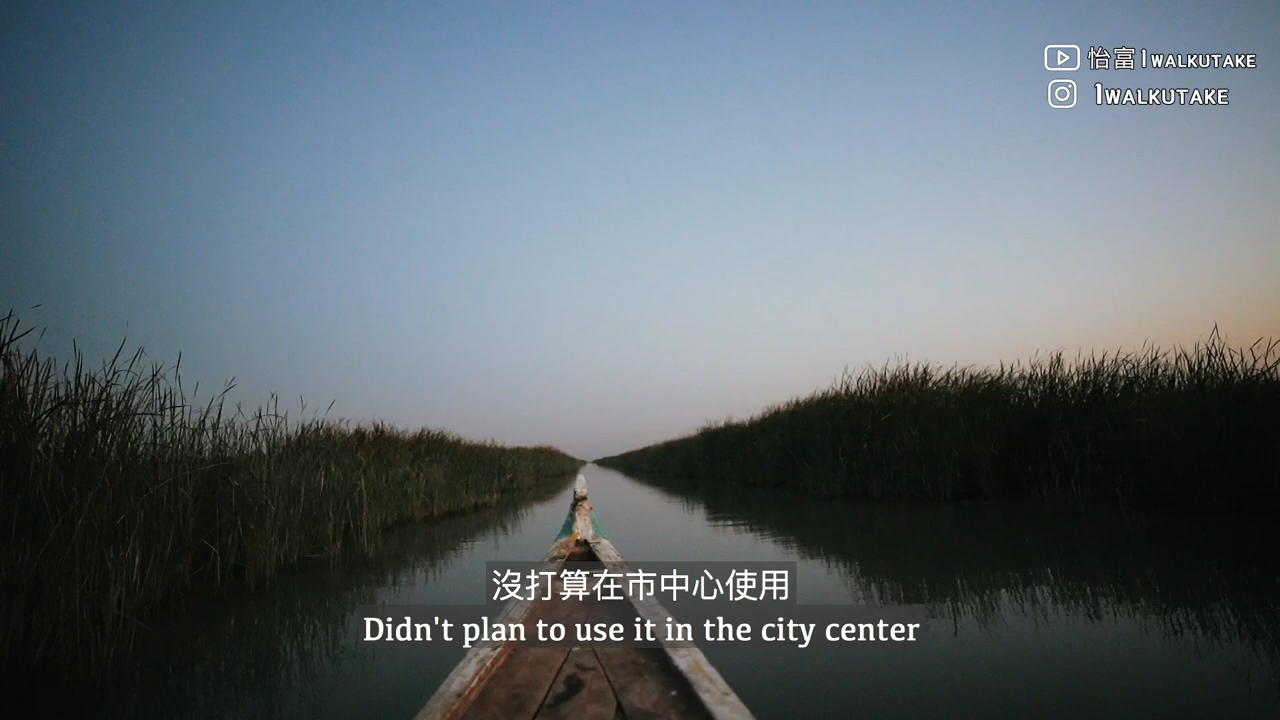 怡富1WALKUTAKE
1WALKUTAKE
沒打算在市中心使用
Didn't plan to use it in the city center